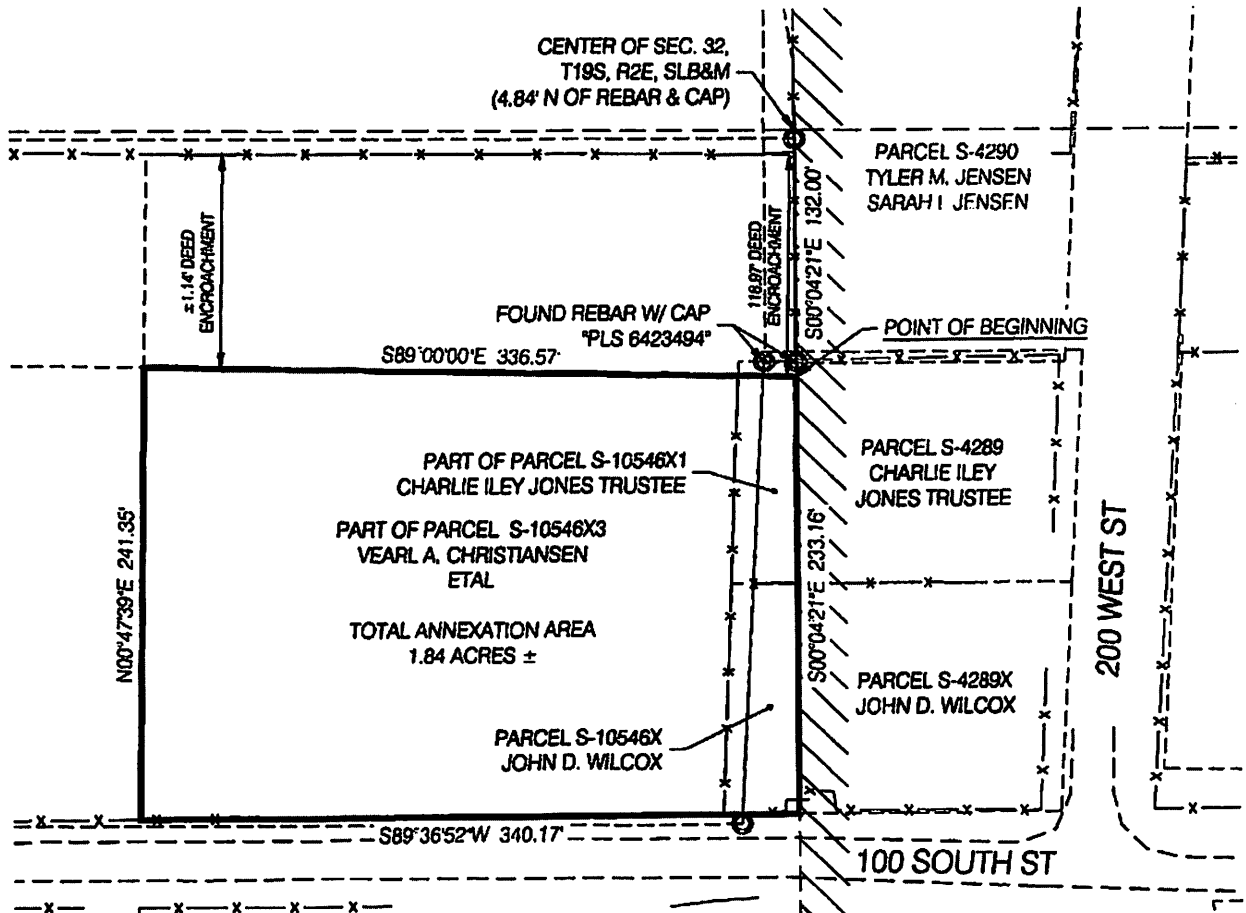 CENTER OF SEC. 32,
T19S, R2E, SLB&M
(4.84' N OF REBAR & CAP)
PARCEL S-4290
TYLER M. JENSEN
SARAH I JENSEN
±1.14' DEED
ENCROACHMENT
118.97' DEED
ENCROACHMENT
S00°04'21"E 132.00'
FOUND REBAR W/ CAP
"PLS 6423494"
POINT OF BEGINNING
S89°00'00"E 336.57'
PART OF PARCEL S-10546X1
CHARLIE ILEY JONES TRUSTEE
PARCEL S-4289
CHARLIE ILEY
JONES TRUSTEE
PART OF PARCEL S-10546X3
VEARL A. CHRISTIANSEN
ETAL
N00°47'39"E 241.35'
S00°04'21"E 233.16'
200 WEST ST
TOTAL ANNEXATION AREA
1.84 ACRES ±
PARCEL S-4289X
JOHN D. WILCOX
PARCEL S-10546X
JOHN D. WILCOX
S89°36'52"W 340.17'
100 SOUTH ST